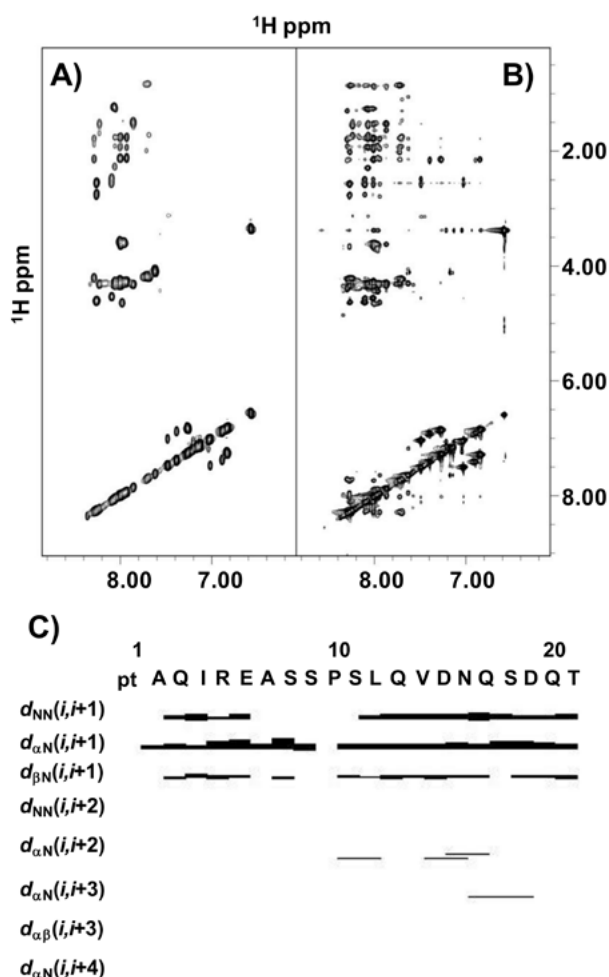 ¹H ppm
A) B)
¹H ppm
2.00
4.00
6.00
8.00
8.00 7.00 8.00 7.00
C)
1 10 20
pt A Q I R E A S S P S L Q V D N Q S D Q T
dNN(i,i+1)
dαN(i,i+1)
dβN(i,i+1)
dNN(i,i+2)
dαN(i,i+2)
dαN(i,i+3)
dαβ(i,i+3)
dαN(i,i+4)